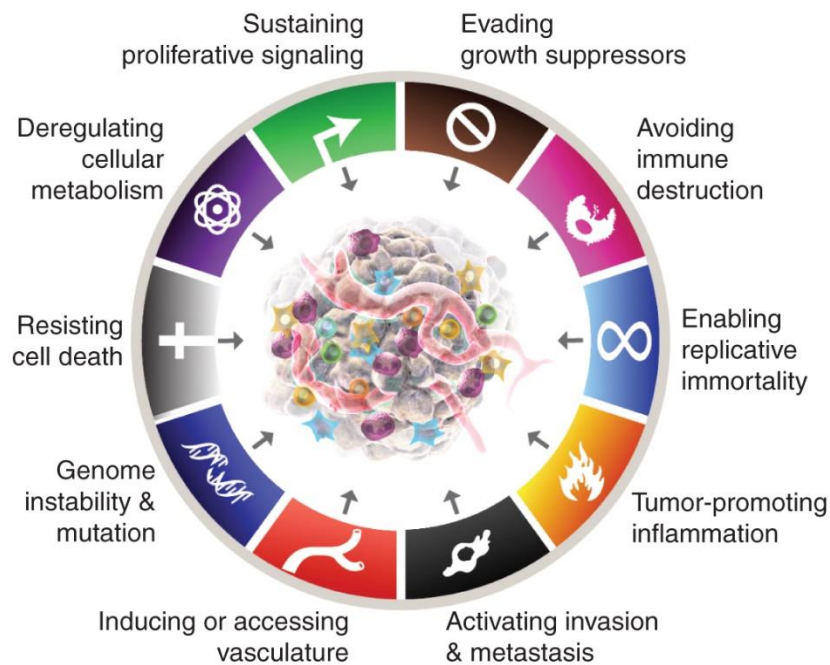 Sustaining
proliferative signaling
Evading
growth suppressors
Avoiding
immune
destruction
Enabling
replicative
immortality
Tumor-promoting
inflammation
Activating invasion
& metastasis
Inducing or accessing
vasculature
Genome
instability &
mutation
Resisting
cell death
Deregulating
cellular
metabolism